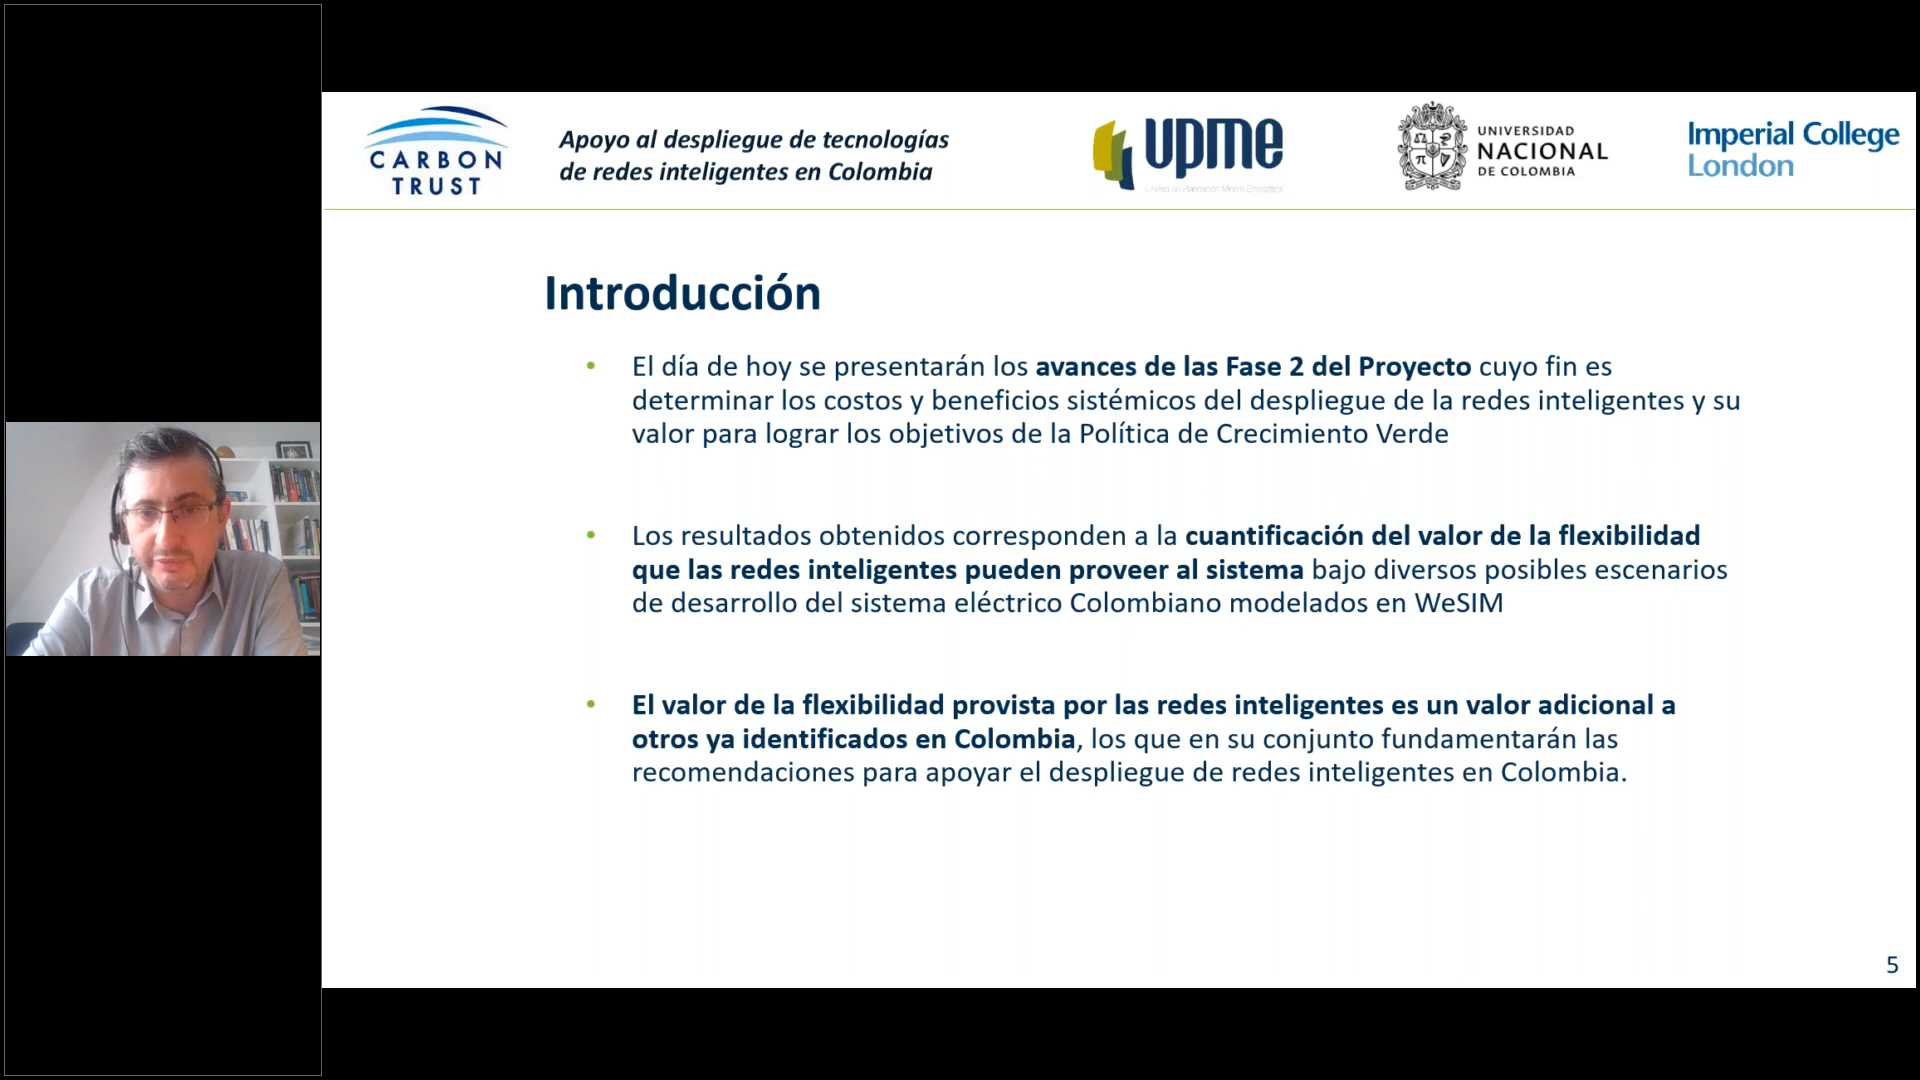 CARBON
TRUST
Apoyo al despliegue de tecnologías
de redes inteligentes en Colombia
upme
Unidad de Planeación Minero Energética
UNIVERSIDAD
NACIONAL
DE COLOMBIA
Imperial College
London
Introducción
• El día de hoy se presentarán los avances de las Fase 2 del Proyecto cuyo fin es
determinar los costos y beneficios sistémicos del despliegue de la redes inteligentes y su
valor para lograr los objetivos de la Política de Crecimiento Verde
• Los resultados obtenidos corresponden a la cuantificación del valor de la flexibilidad
que las redes inteligentes pueden proveer al sistema bajo diversos posibles escenarios
de desarrollo del sistema eléctrico Colombiano modelados en WeSIM
• El valor de la flexibilidad provista por las redes inteligentes es un valor adicional a
otros ya identificados en Colombia, los que en su conjunto fundamentarán las
recomendaciones para apoyar el despliegue de redes inteligentes en Colombia.
5